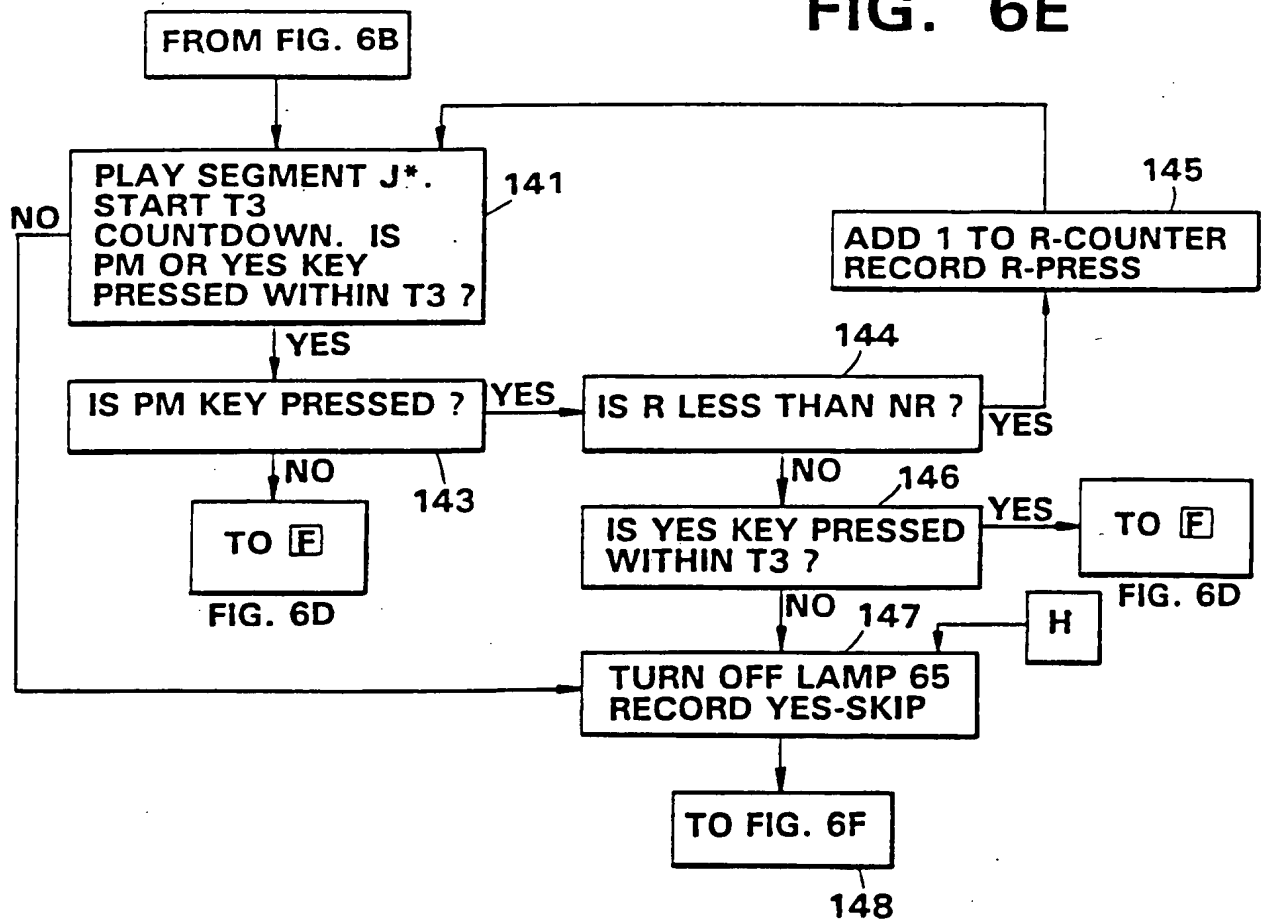 FIG. 6E
FROM FIG. 6B
PLAY SEGMENT J*.
START T3
COUNTDOWN. IS
PM OR YES KEY
PRESSED WITHIN T3 ?
141
NO
YES
145
ADD 1 TO R-COUNTER
RECORD R-PRESS
IS PM KEY PRESSED ?
143
YES
144
IS R LESS THAN NR ?
YES
NO
TO F
FIG. 6D
NO
146
IS YES KEY PRESSED
WITHIN T3 ?
YES
TO F
FIG. 6D
NO
147
H
TURN OFF LAMP 65
RECORD YES-SKIP
TO FIG. 6F
148